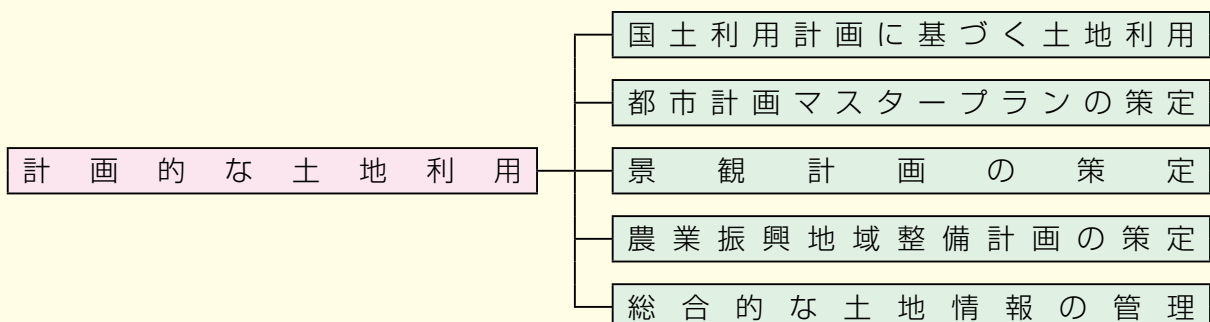 計画的な土地利用
国土利用計画に基づく土地利用
都市計画マスタープランの策定
景観計画の策定
農業振興地域整備計画の策定
総合的な土地情報の管理